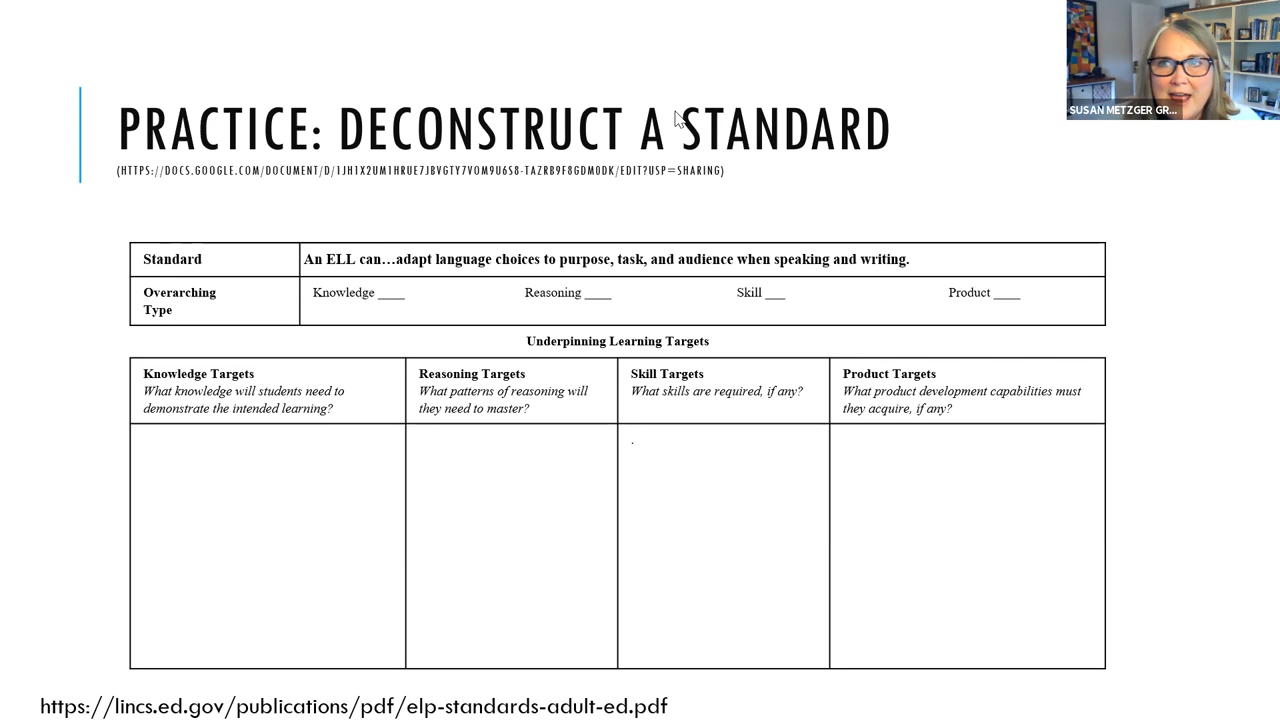 SUSAN METZGER GR...
PRACTICE: DECONSTRUCT A STANDARD
(HTTPS://DOCS.GOOGLE.COM/DOCUMENT/D/1JH1X2UM1HRUE7JBVGTY7VOM9U6S8-TAZRB9F8GDM0DK/EDIT?USP=SHARING)
Standard An ELL can…adapt language choices to purpose, task, and audience when speaking and writing.
Overarching Knowledge ____ Reasoning ____ Skill ___ Product ____
Type
Underpinning Learning Targets
Knowledge Targets Reasoning Targets Skill Targets Product Targets
What knowledge will students need to What patterns of reasoning will What skills are required, if any? What product development capabilities must
demonstrate the intended learning? they need to master? they acquire, if any?
.
https://lincs.ed.gov/publications/pdf/elp-standards-adult-ed.pdf